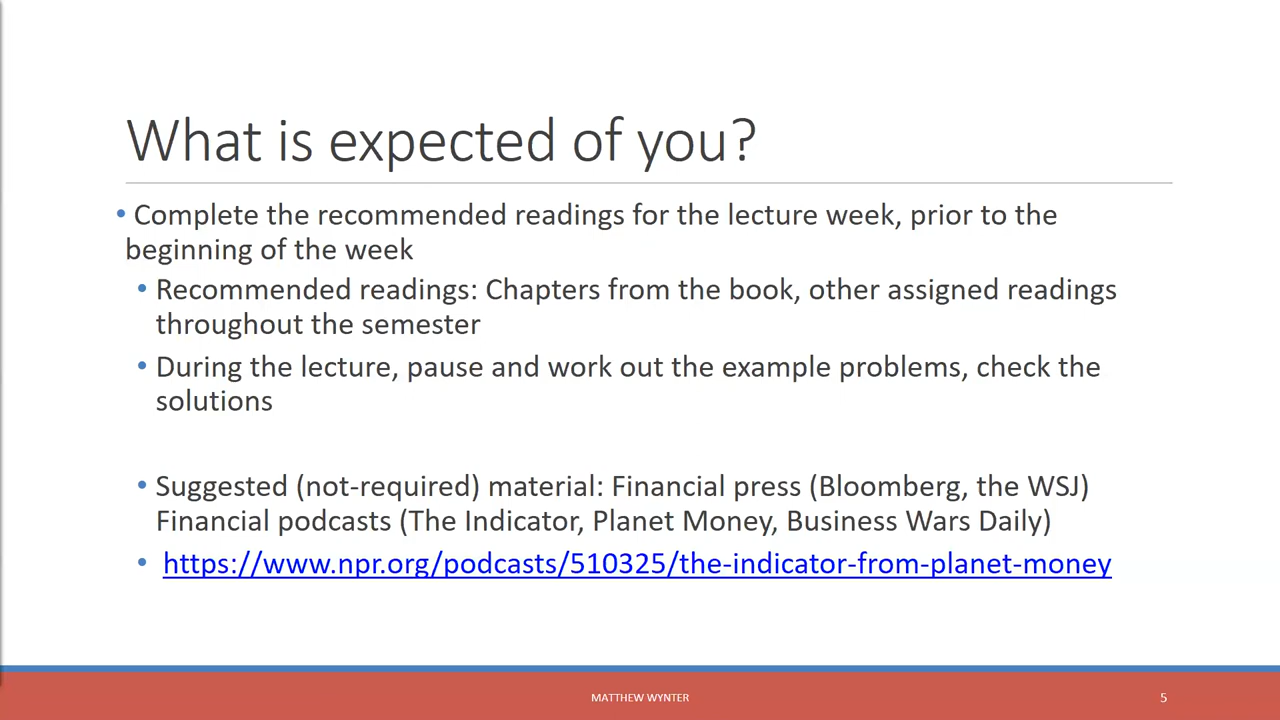 What is expected of you?
• Complete the recommended readings for the lecture week, prior to the
beginning of the week
• Recommended readings: Chapters from the book, other assigned readings
throughout the semester
• During the lecture, pause and work out the example problems, check the
solutions
• Suggested (not-required) material: Financial press (Bloomberg, the WSJ)
Financial podcasts (The Indicator, Planet Money, Business Wars Daily)
• https://www.npr.org/podcasts/510325/the-indicator-from-planet-money
MATTHEW WYNTER
5